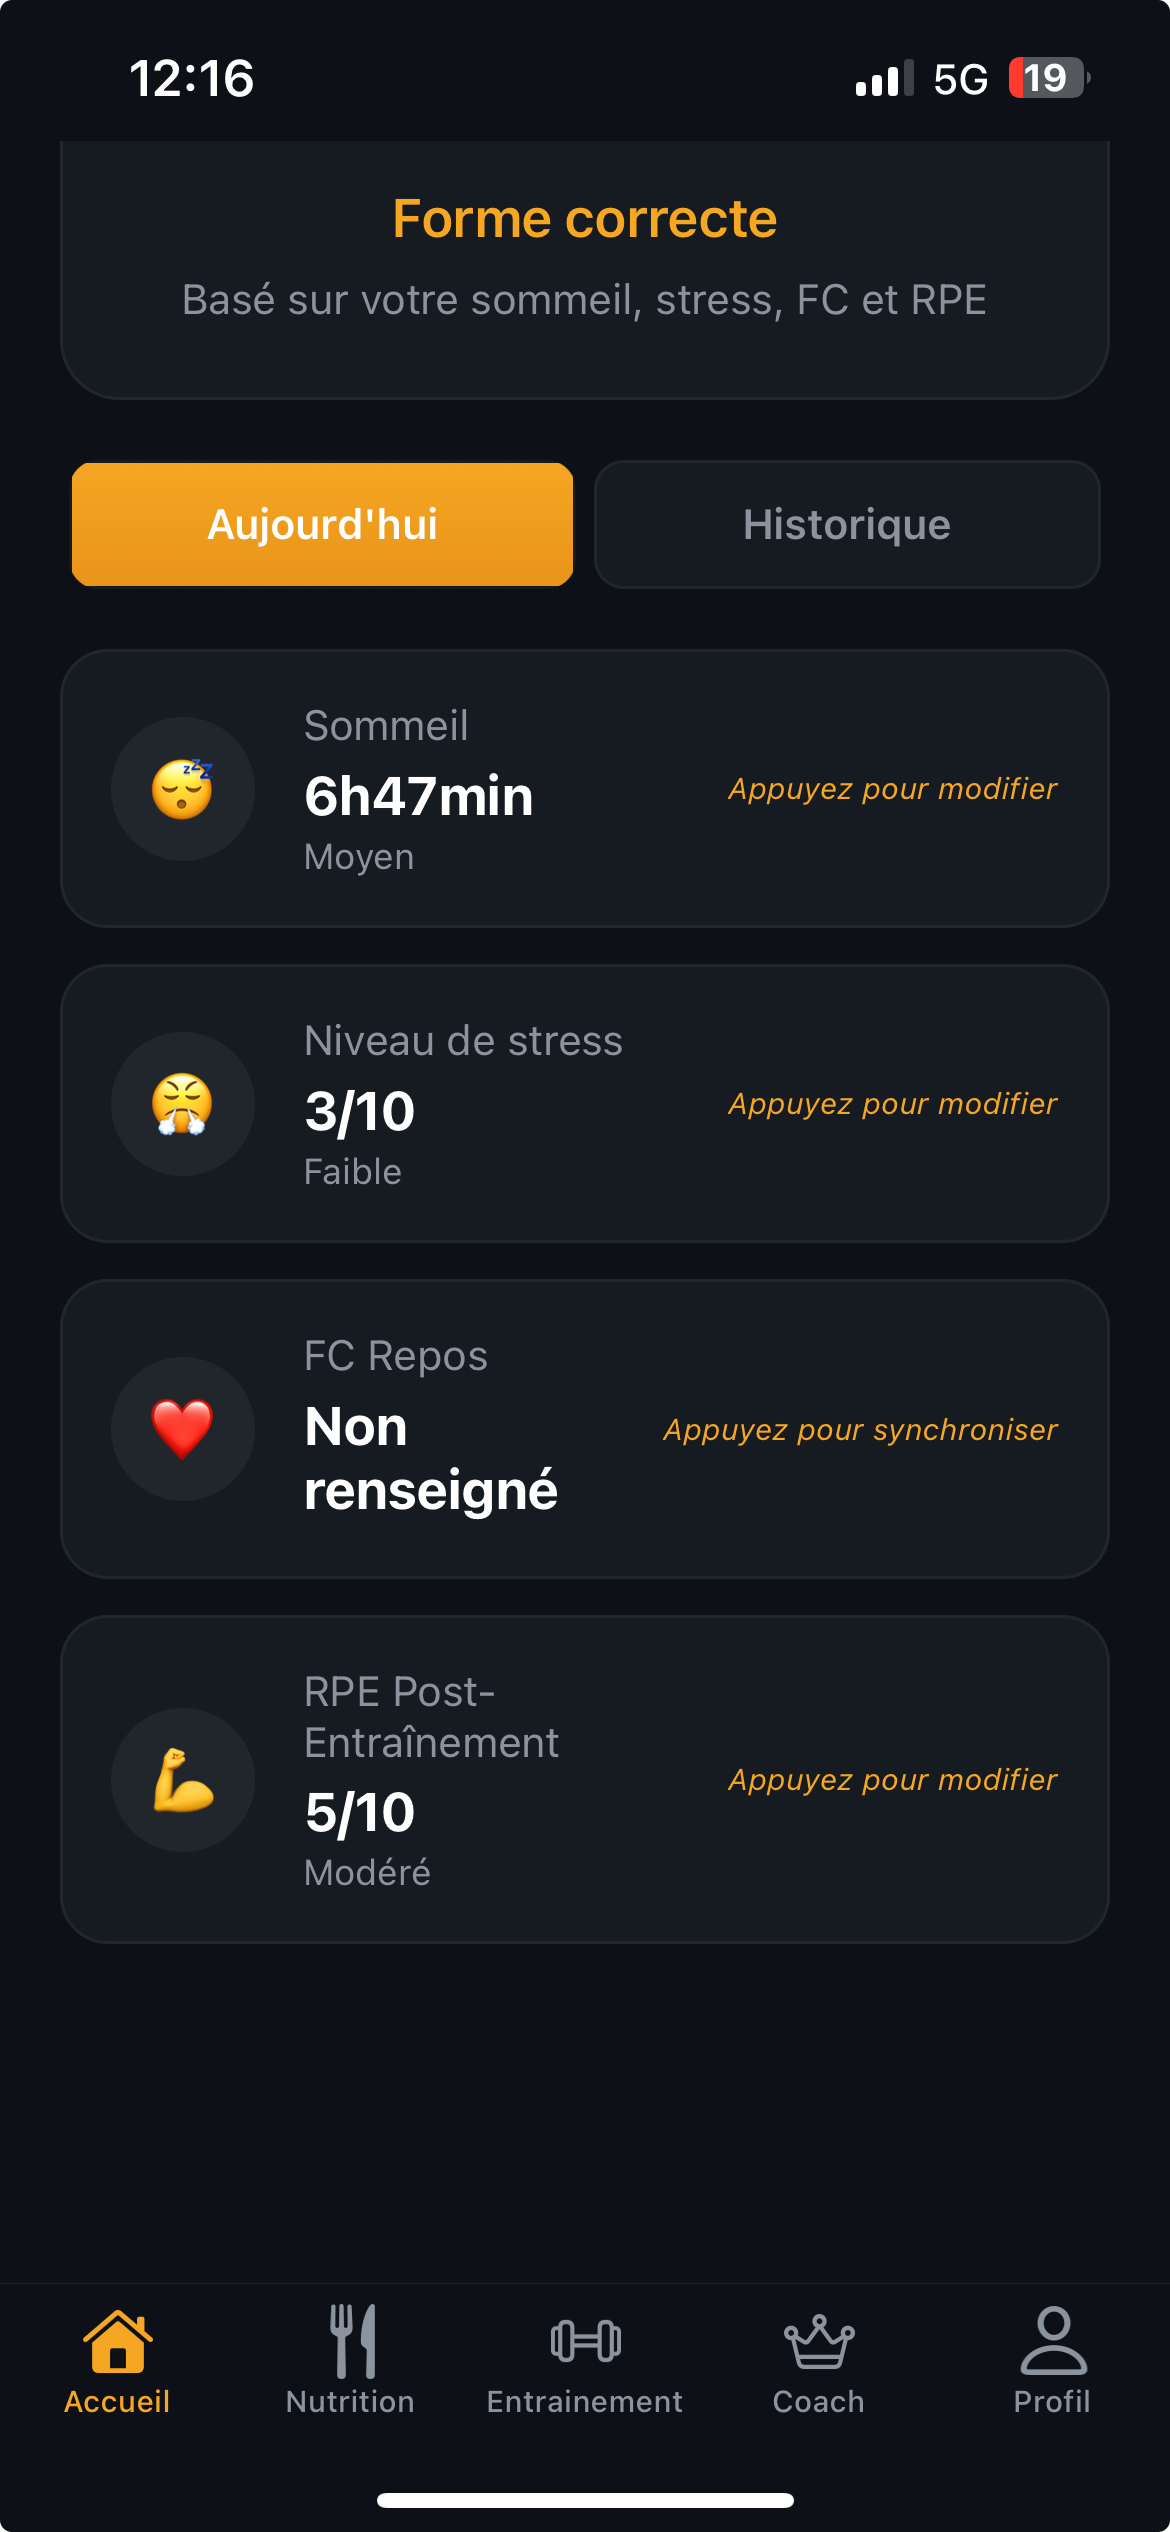 12:16
5G
19
Forme correcte
Basé sur votre sommeil, stress, FC et RPE
Aujourd'hui
Historique
Sommeil
6h47min
Moyen
Appuyez pour modifier
Niveau de stress
3/10
Faible
Appuyez pour modifier
FC Repos
Non
renseigné
Appuyez pour synchroniser
RPE Post-
Entraînement
5/10
Modéré
Appuyez pour modifier
Accueil
Nutrition
Entrainement
Coach
Profil